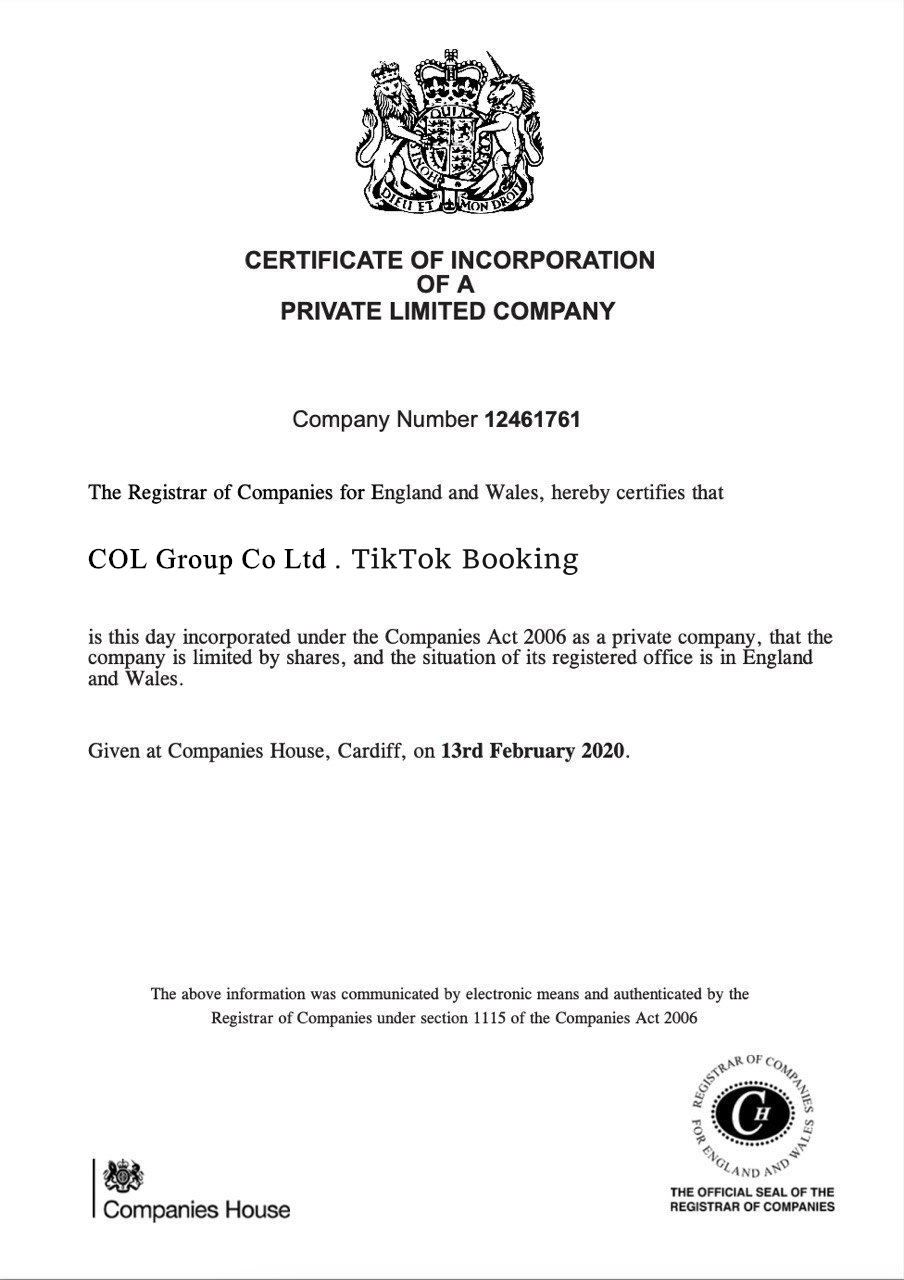 QUI A
HONI S
PENSE
DIEU ET MON DROIT
CERTIFICATE OF INCORPORATION
OF A
PRIVATE LIMITED COMPANY
Company Number 12461761
The Registrar of Companies for England and Wales, hereby certifies that
COL Group Co Ltd . TikTok Booking
is this day incorporated under the Companies Act 2006 as a private company, that the
company is limited by shares, and the situation of its registered office is in England
and Wales.
Given at Companies House, Cardiff, on 13rd February 2020.
The above information was communicated by electronic means and authenticated by the
Registrar of Companies under section 1115 of the Companies Act 2006
REGISTRAR OF COMPANIES
FOR ENGLAND AND WALES
CH
THE OFFICIAL SEAL OF THE
REGISTRAR OF COMPANIES
Companies House